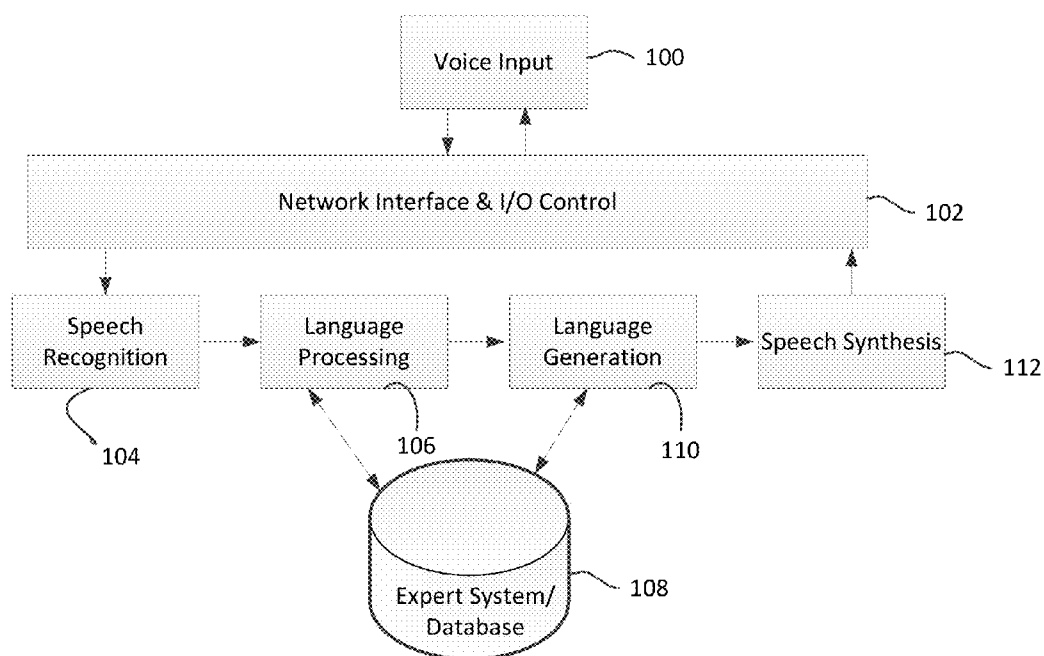 Voice Input
100
Network Interface & I/O Control
102
Speech
Recognition
Language
Processing
Language
Generation
Speech Synthesis
112
104
106
110
Expert System/
Database
108